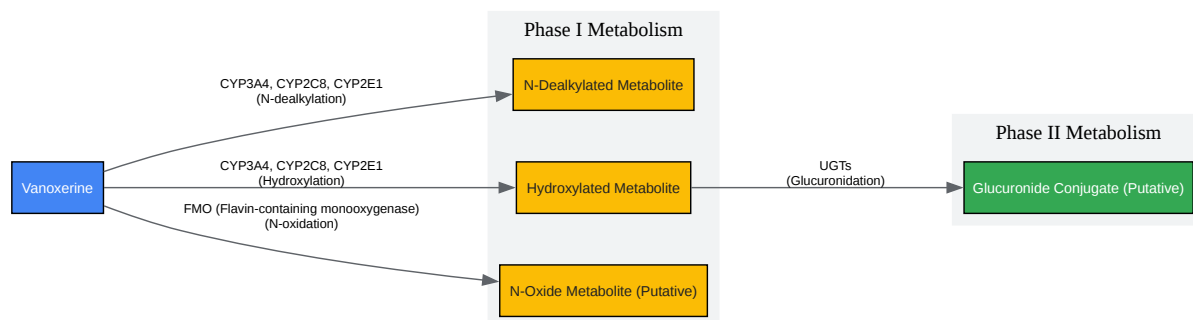 Phase I Metabolism
CYP3A4, CYP2C8, CYP2E1
(N-dealkylation)
N-Dealkylated Metabolite
Phase II Metabolism
Vanoxerine
CYP3A4, CYP2C8, CYP2E1
(Hydroxylation)
Hydroxylated Metabolite
UGTs
(Glucuronidation)
Glucuronide Conjugate (Putative)
FMO (Flavin-containing monooxygenase)
(N-oxidation)
N-Oxide Metabolite (Putative)